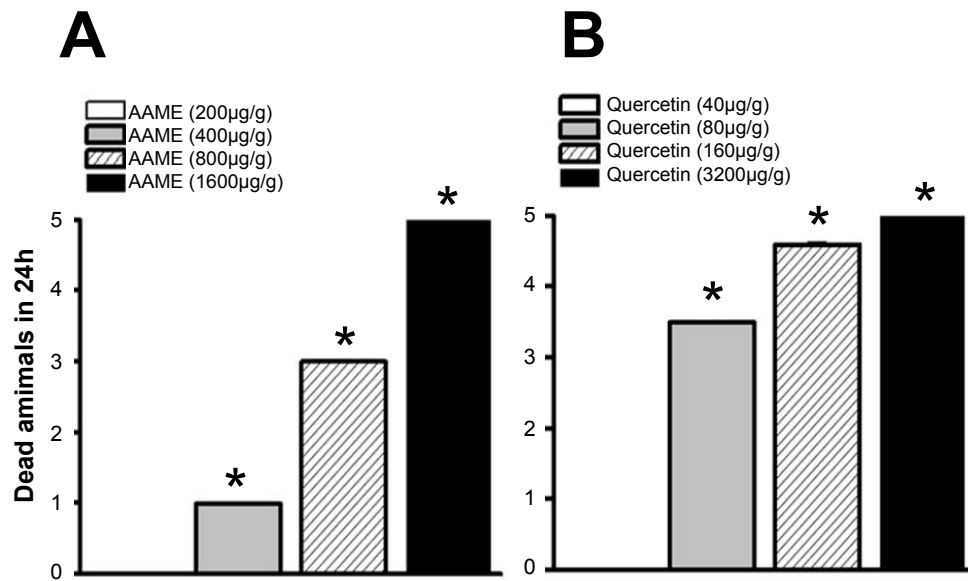 A
AAME (200µg/g)
AAME (400µg/g)
AAME (800µg/g)
AAME (1600µg/g)
*
*
*
5
4
3
2
1
0
Dead amimals in 24h
B
Quercetin (40µg/g)
Quercetin (80µg/g)
Quercetin (160µg/g)
Quercetin (3200µg/g)
*
*
*
5
4
3
2
1
0